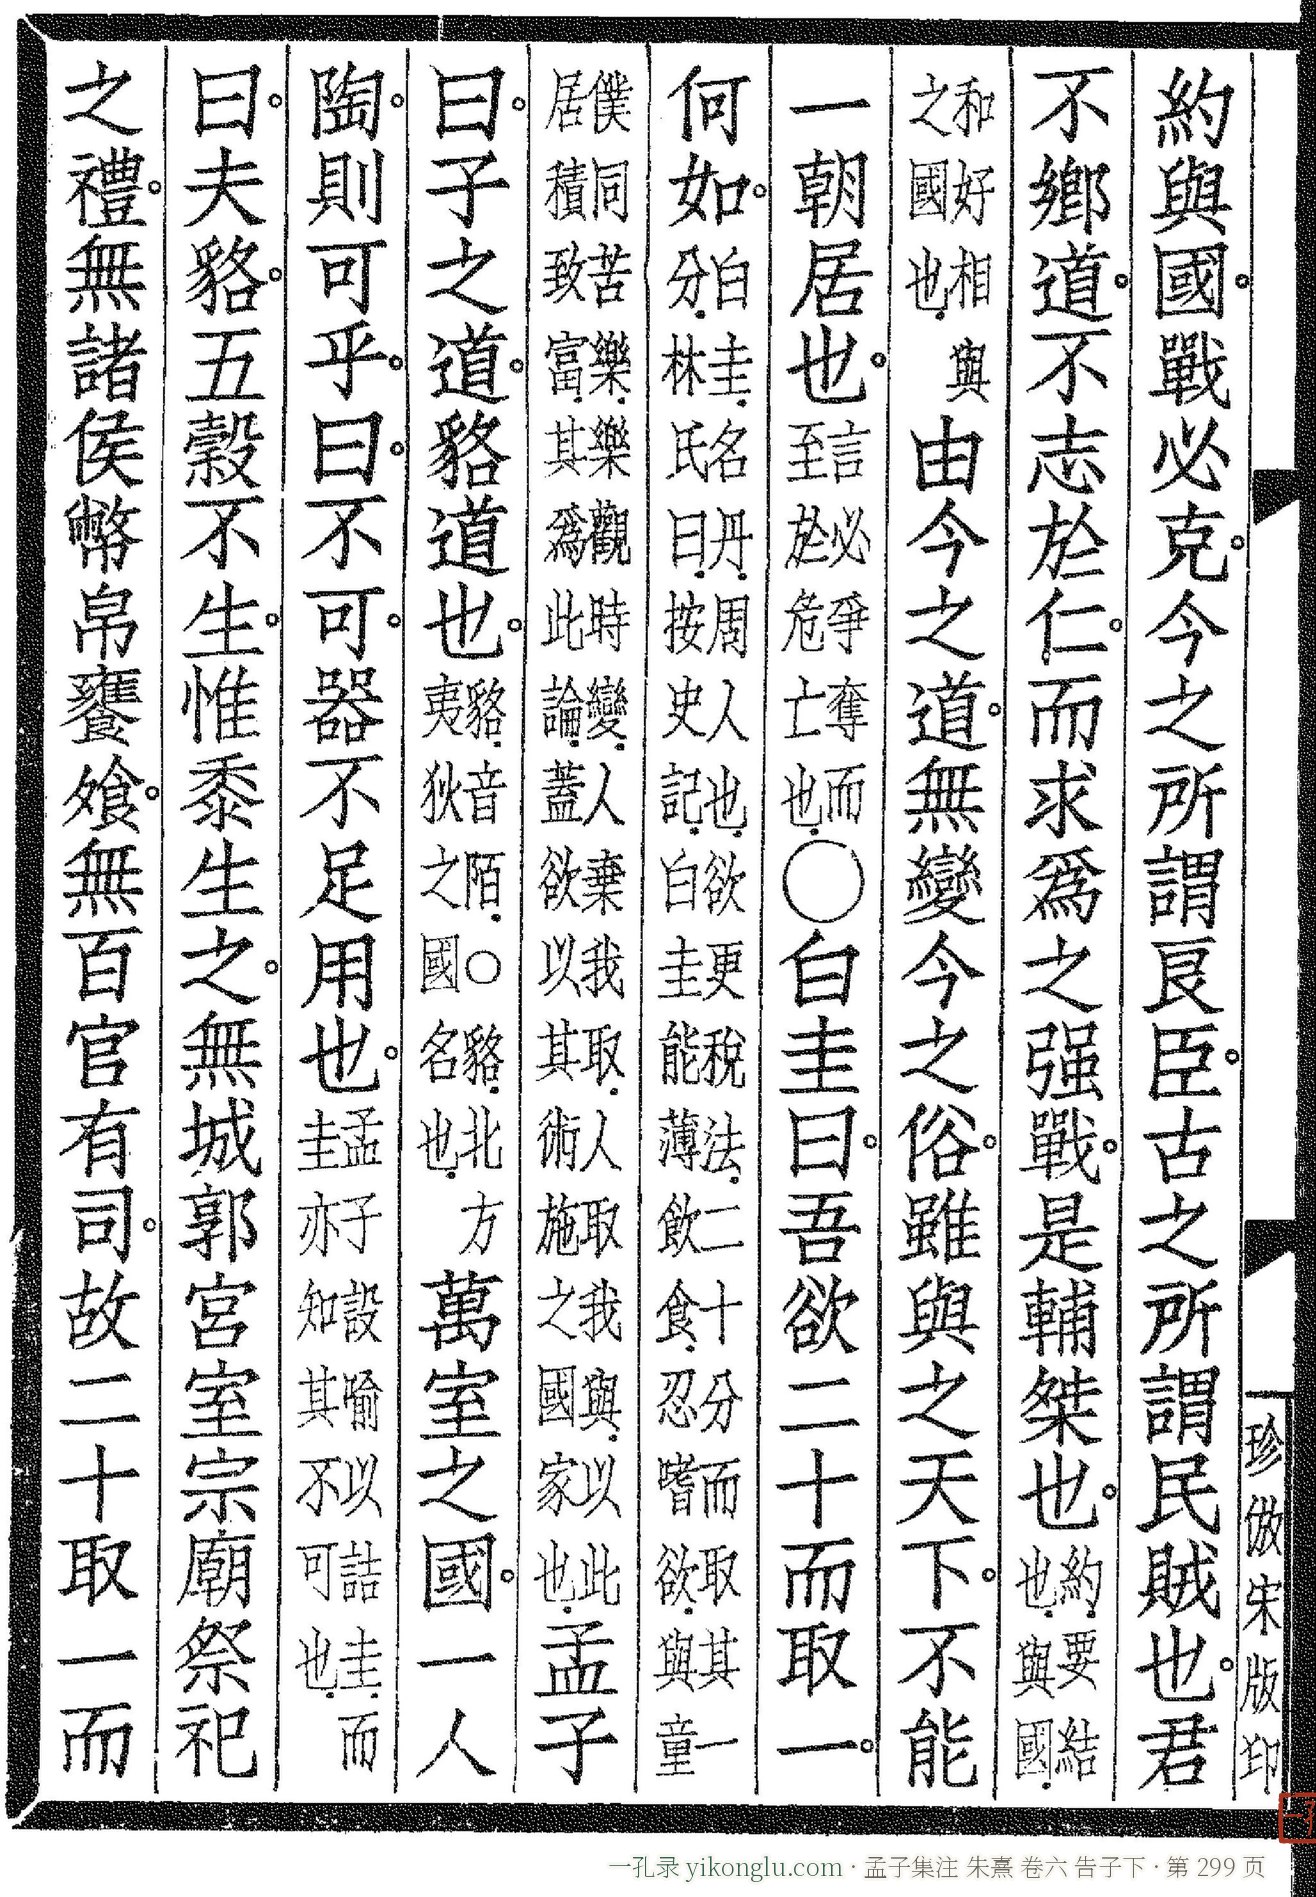 約與國。戰必克。今之所謂良臣。古之所謂民賊也。君
不鄉道。不志於仁。而求爲之强戰。是輔桀也。約要結也與國
和好相與之國也由今之道。無變今之俗。雖與之天下。不能
一朝居也。言必爭奪而至於危亡也〇白圭曰。吾欲二十而取一。
何如。白圭名丹周人也欲更稅法二十分而取其一林氏曰按史記白圭能薄飲食忍嗜欲與童
僕同苦樂樂觀時變人棄我取人取我與以此居積致富其爲此論蓋欲以其術施之國家也孟子
曰。子之道。貉道也。貉音陌〇貉北方夷狄之國名也萬室之國。一人
陶。則可乎。曰。不可。器不足用也。孟子設喻以詰圭而圭亦知其不可也
曰。夫貉。五穀不生。惟黍生之。無城郭宮室宗廟祭祀
之禮。無諸侯幣帛饔飧。無百官有司。故二十取一而
珍倣宋版印
一孔录 yikonglu.com · 孟子集注 朱熹 卷六 告子下 · 第 299 页